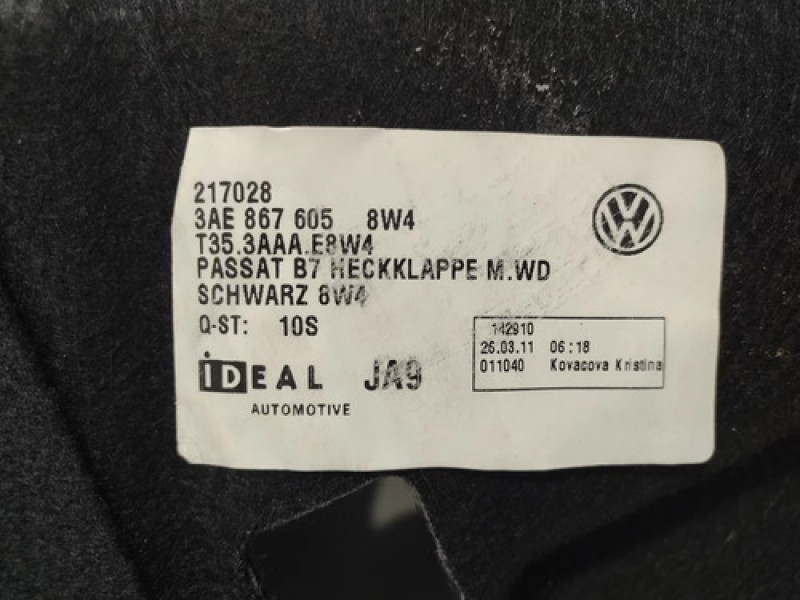 217028
3AE 867 605 8W4
T35.3AAA.E8W4
PASSAT B7 HECKKLAPPE M.WD
SCHWARZ 8W4
Q-ST: 10S
iDEAL JA9
AUTOMOTIVE
VW
142910
26.03.11 06:18
011040 Kovacova Kristina